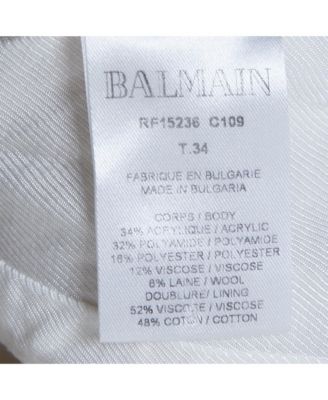 BALMAIN
RF15236 C109
T.34
FABRIQUE EN BULGARIE
MADE IN BULGARIA
CORPS / BODY
34% ACRYLIQUE / ACRYLIC
32% POLYAMIDE / POLYAMIDE
16% POLYESTER / POLYESTER
12% VISCOSE / VISCOSE
6% LAINE / WOOL
DOUBLURE / LINING
52% VISCOSE / VISCOSE
48% COTON / COTTON